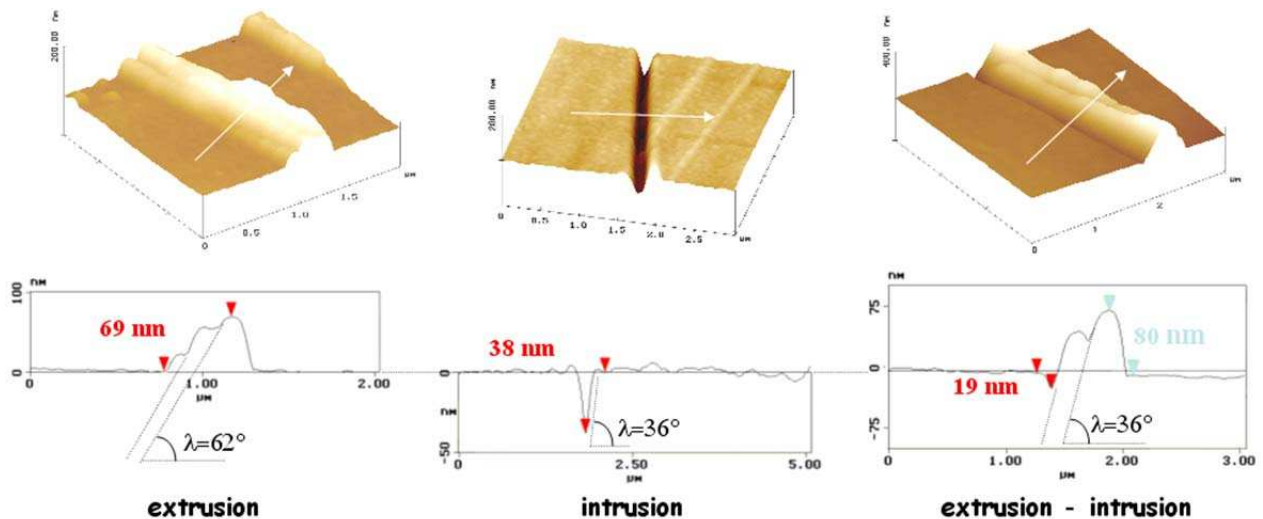 200.00
0
0.5
1.0
1.5
µM
200.00 nM
0
0.5
1.0
1.5
2.0
2.5
µM
400.00
0
1
2
µM
nM
100
0
69 nm
0
1.00
2.00
µM
λ=62°
extrusion
38 nm
0
nM
-50
λ=36°
0
2.50
5.00
µM
intrusion
nM
75
0
-75
19 nm
80 nm
λ=36°
0
1.00
2.00
3.00
µM
extrusion - intrusion